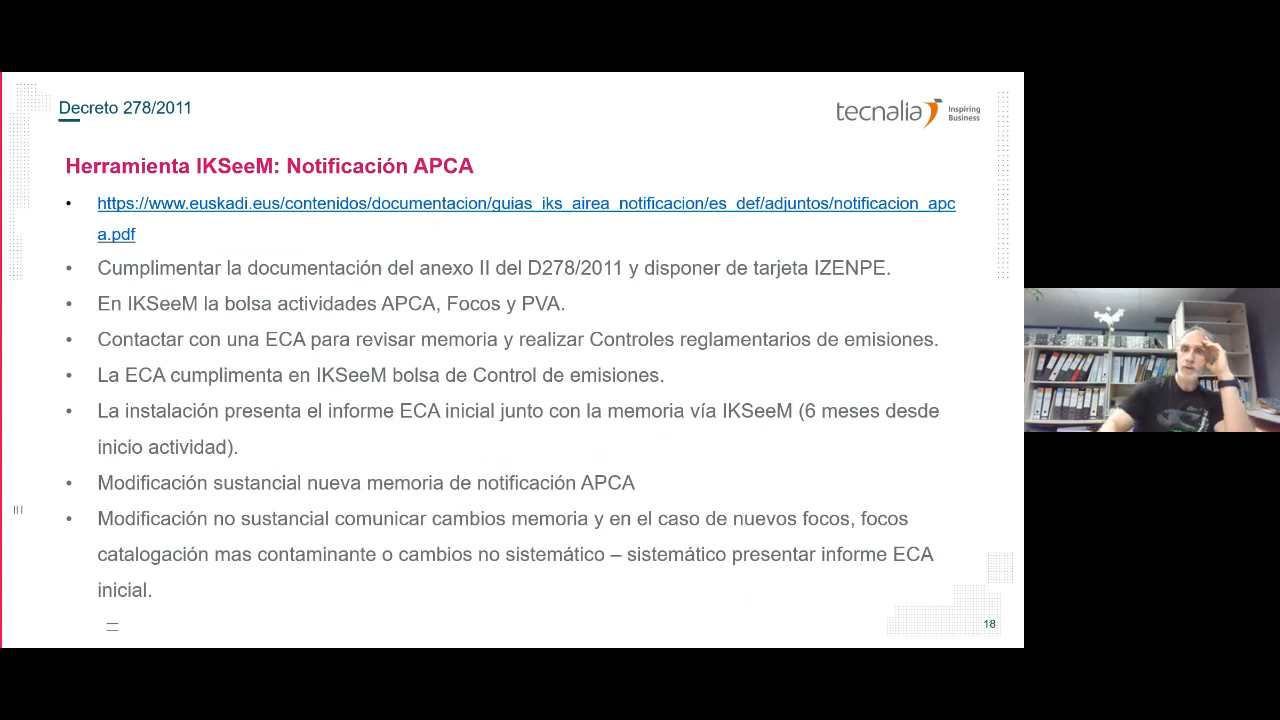 Decreto 278/2011
tecnalia Inspiring
Business
Herramienta IKSeeM: Notificación APCA
• https://www.euskadi.eus/contenidos/documentacion/guias_iks_airea_notificacion/es_def/adjuntos/notificacion_apc
a.pdf
• Cumplimentar la documentación del anexo II del D278/2011 y disponer de tarjeta IZENPE.
• En IKSeeM la bolsa actividades APCA, Focos y PVA.
• Contactar con una ECA para revisar memoria y realizar Controles reglamentarios de emisiones.
• La ECA cumplimenta en IKSeeM bolsa de Control de emisiones.
• La instalación presenta el informe ECA inicial junto con la memoria vía IKSeeM (6 meses desde
inicio actividad).
• Modificación sustancial nueva memoria de notificación APCA
• Modificación no sustancial comunicar cambios memoria y en el caso de nuevos focos, focos
catalogación mas contaminante o cambios no sistemático – sistemático presentar informe ECA
inicial.
18